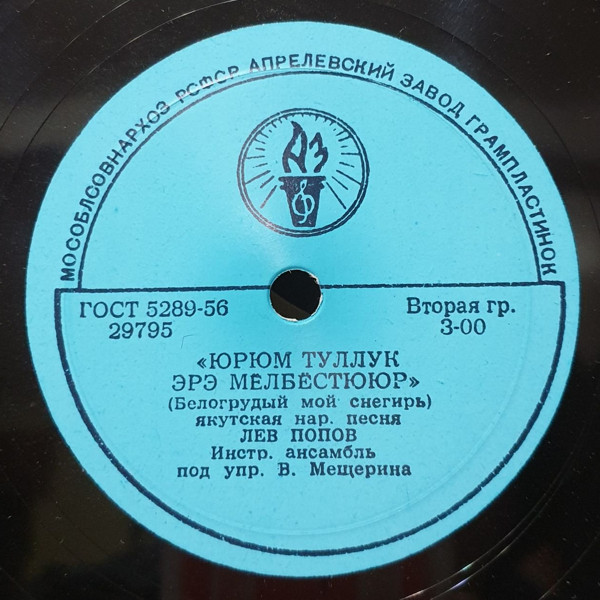 МОСОБЛСОВНАРХОЗ РСФСР АПРЕЛЕВСКИЙ ЗАВОД ГРАМПЛАСТИНОК
АЗ
ГОСТ 5289-56
29795
Вторая гр.
3-00
«ЮРЮМ ТУЛЛУК
ЭРЭ МЕЛБЁСТЮЮР»
(Белогрудый мой снегирь)
якутская нар. песня
ЛЕВ ПОПОВ
Инстр. ансамбль
под упр. В. Мещерина